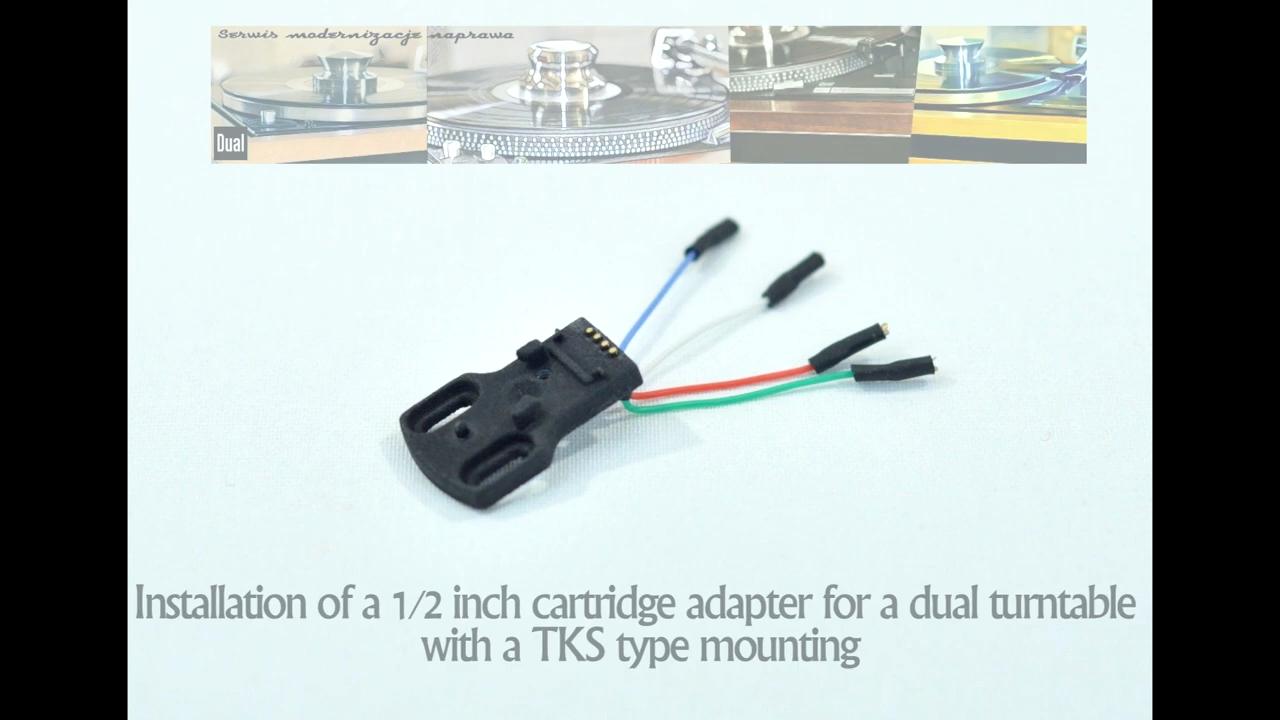 Serwis modernizacje naprawa
Dual
Installation of a 1/2 inch cartridge adapter for a dual turntable
with a TKS type mounting